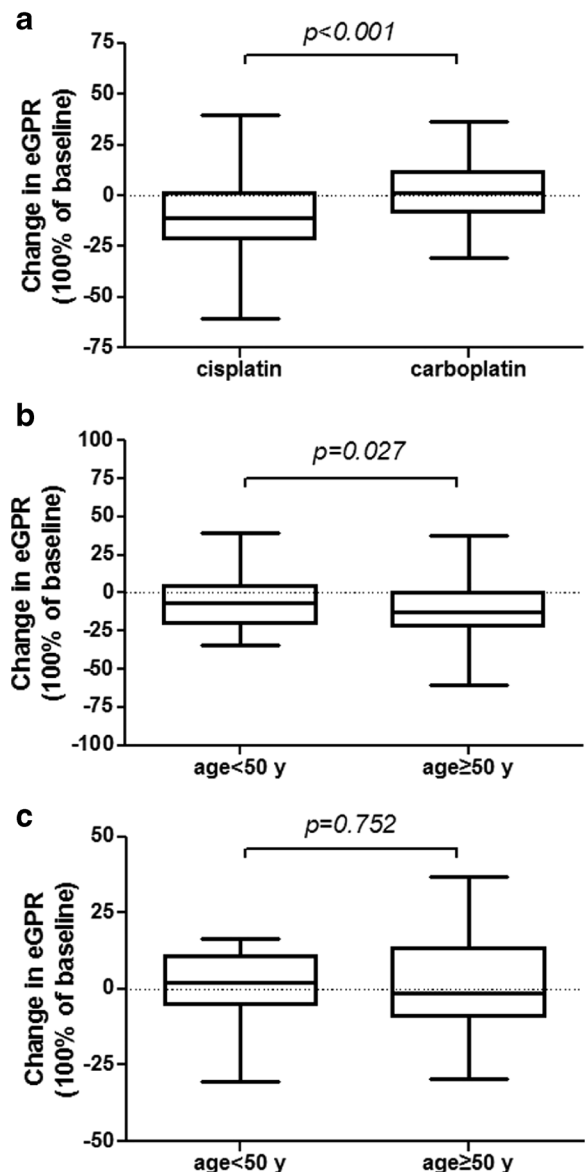 a
p<0.001
Change in eGPR
(100% of baseline)
75
50
25
0
-25
-50
-75
cisplatin carboplatin
b
p=0.027
Change in eGPR
(100% of baseline)
100
75
50
25
0
-25
-50
-75
-100
age<50 y age≥50 y
c
p=0.752
Change in eGPR
(100% of baseline)
50
25
0
-25
-50
age<50 y age≥50 y